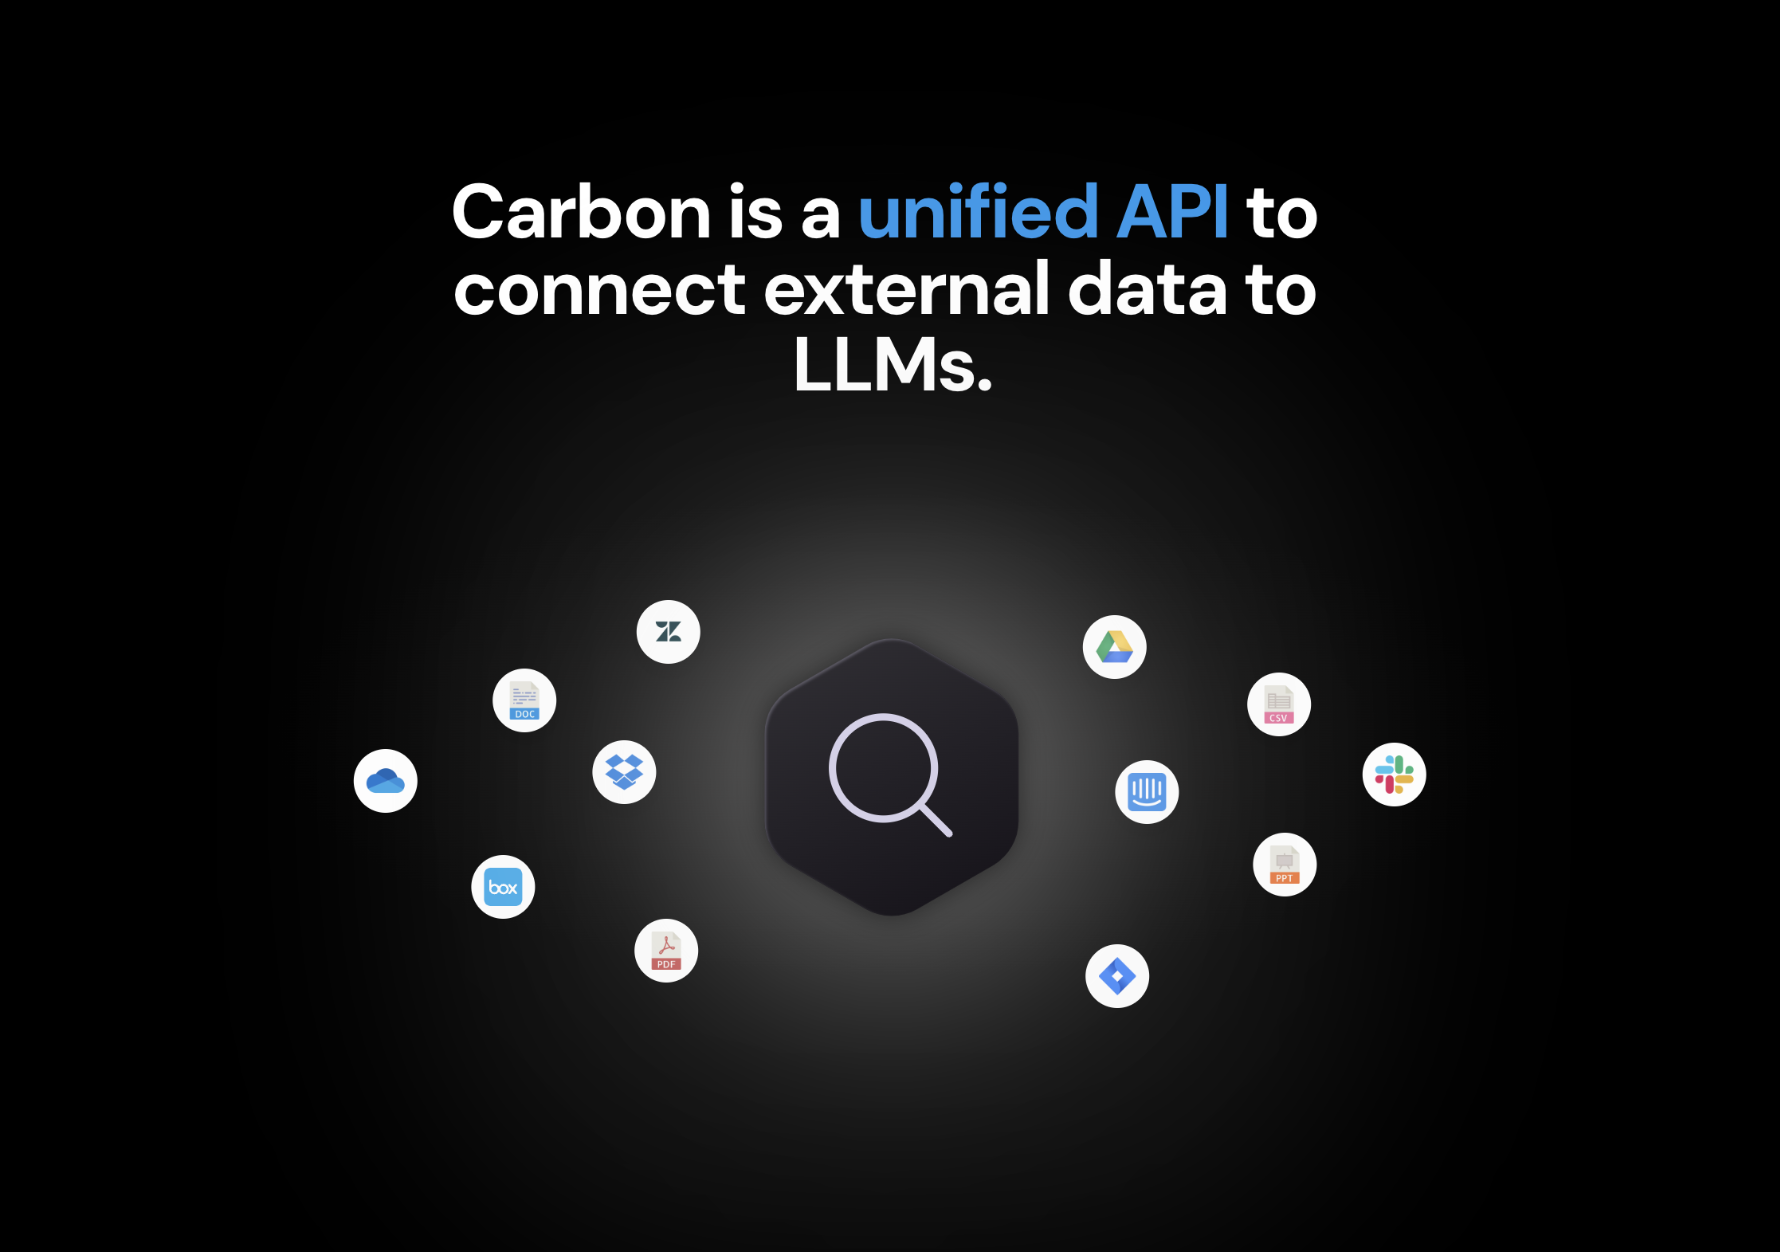 Carbon is a unified API to
connect external data to
LLMs.
DOC
CSV
box
PPT
PDF